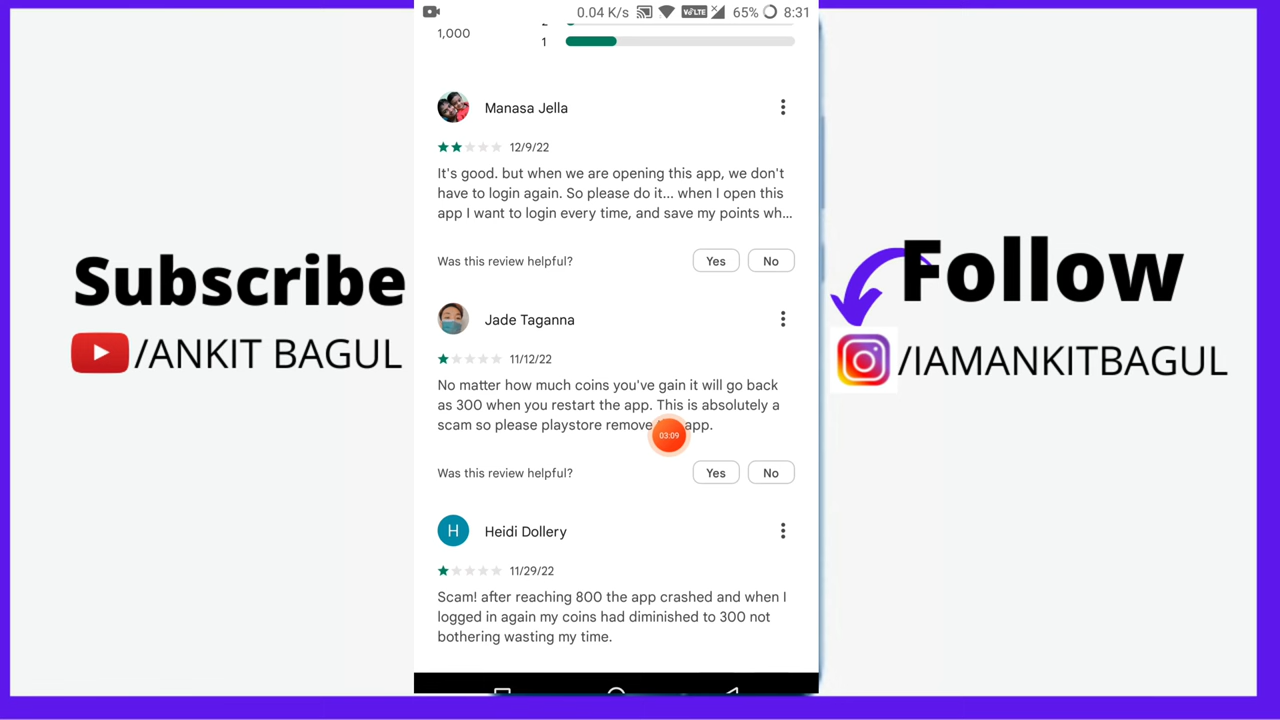 0.04 K/s VoLTE 65% 8:31
1,000
1
Manasa Jella
12/9/22
It's good. but when we are opening this app, we don't
have to login again. So please do it... when I open this
app I want to login every time, and save my points wh...
Was this review helpful? Yes No
Jade Taganna
11/12/22
No matter how much coins you've gain it will go back
as 300 when you restart the app. This is absolutely a
scam so please playstore remove app.
03:09
Was this review helpful? Yes No
H Heidi Dollery
11/29/22
Scam! after reaching 800 the app crashed and when I
logged in again my coins had diminished to 300 not
bothering wasting my time.
Subscribe
/ANKIT BAGUL
Follow
/IAMANKITBAGUL